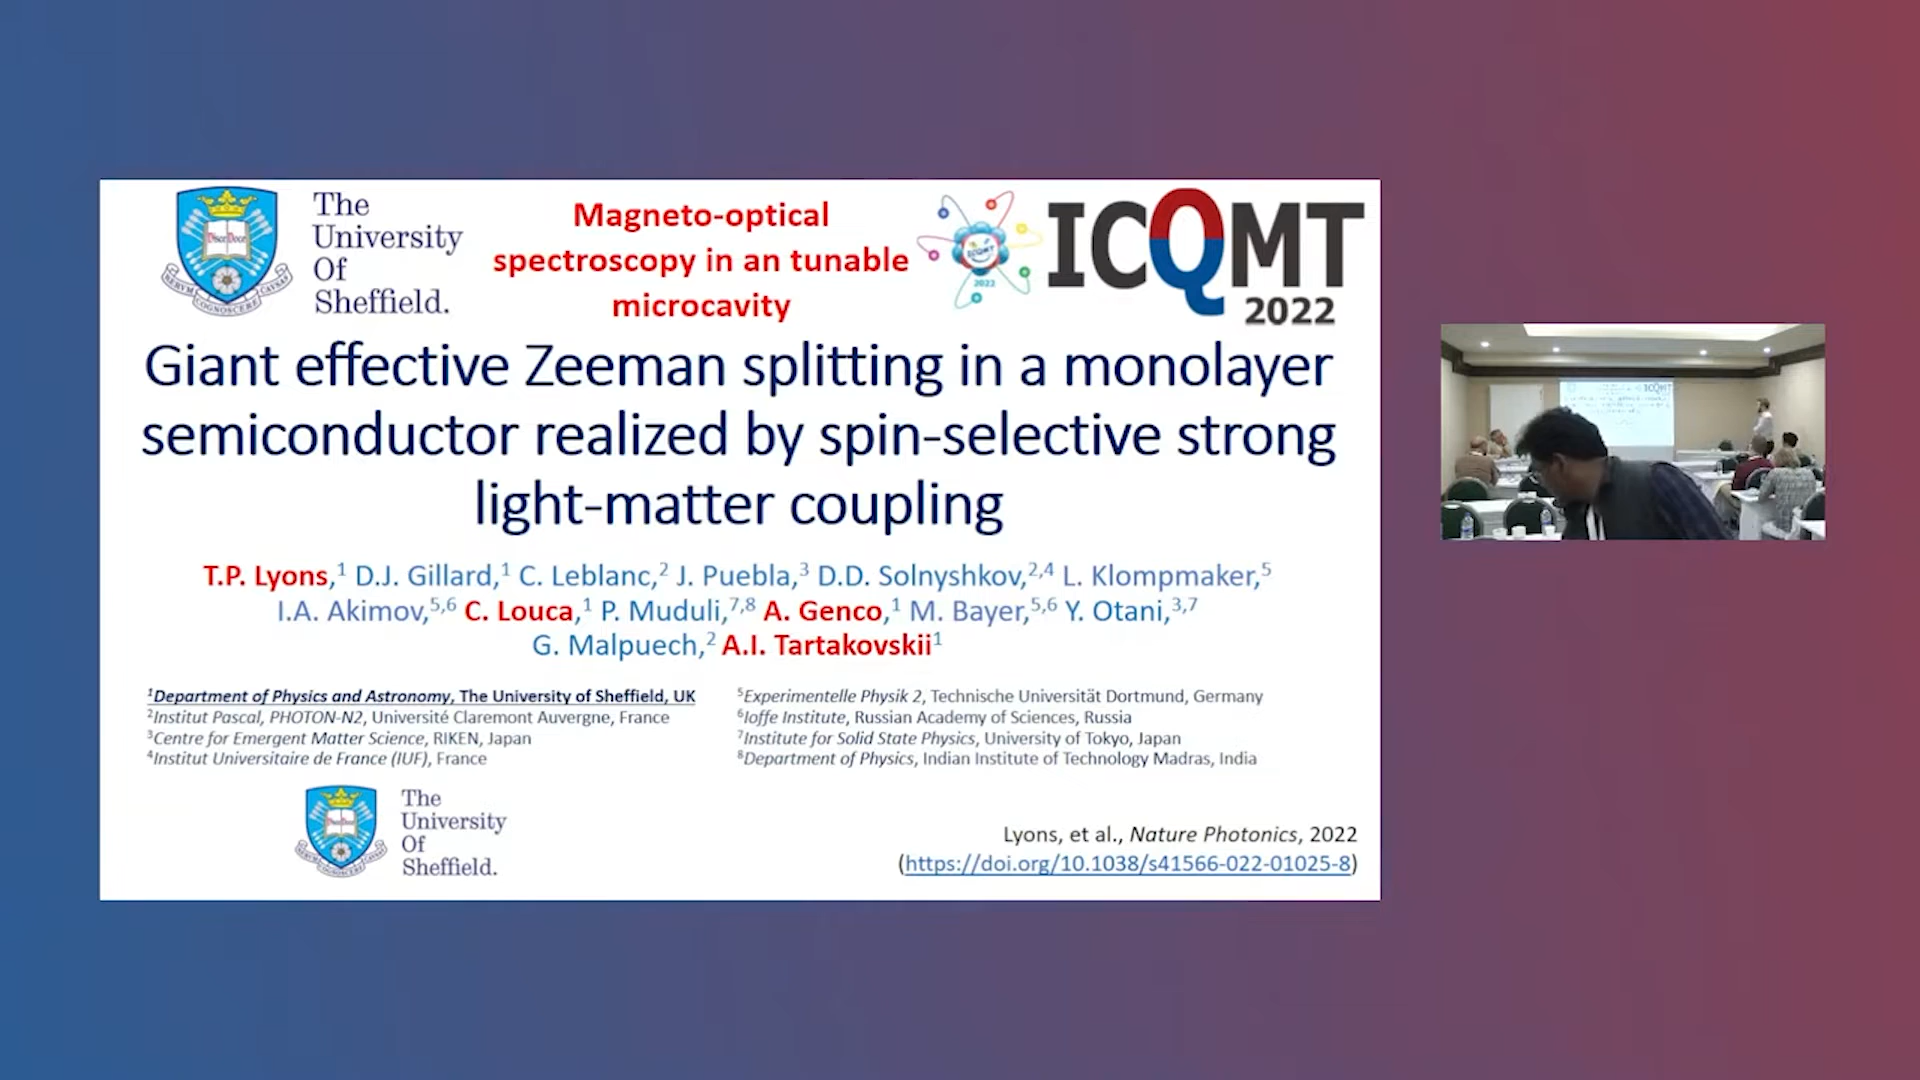 The
University
Of
Sheffield.
Magneto-optical
spectroscopy in an tunable
microcavity
ICQMT
2022
ICQMT
2022
Giant effective Zeeman splitting in a monolayer
semiconductor realized by spin-selective strong
light-matter coupling
T.P. Lyons,¹ D.J. Gillard,¹ C. Leblanc,² J. Puebla,³ D.D. Solnyshkov,²,⁴ L. Klompmaker,⁵
I.A. Akimov,⁵,⁶ C. Louca,¹ P. Muduli,⁷,⁸ A. Genco,¹ M. Bayer,⁵,⁶ Y. Otani,³,⁷
G. Malpuech,² A.I. Tartakovskii¹
¹Department of Physics and Astronomy, The University of Sheffield, UK
²Institut Pascal, PHOTON-N2, Université Claremont Auvergne, France
³Centre for Emergent Matter Science, RIKEN, Japan
⁴Institut Universitaire de France (IUF), France
⁵Experimentelle Physik 2, Technische Universität Dortmund, Germany
⁶Ioffe Institute, Russian Academy of Sciences, Russia
⁷Institute for Solid State Physics, University of Tokyo, Japan
⁸Department of Physics, Indian Institute of Technology Madras, India
The
University
Of
Sheffield.
Lyons, et al., Nature Photonics, 2022
(https://doi.org/10.1038/s41566-022-01025-8)